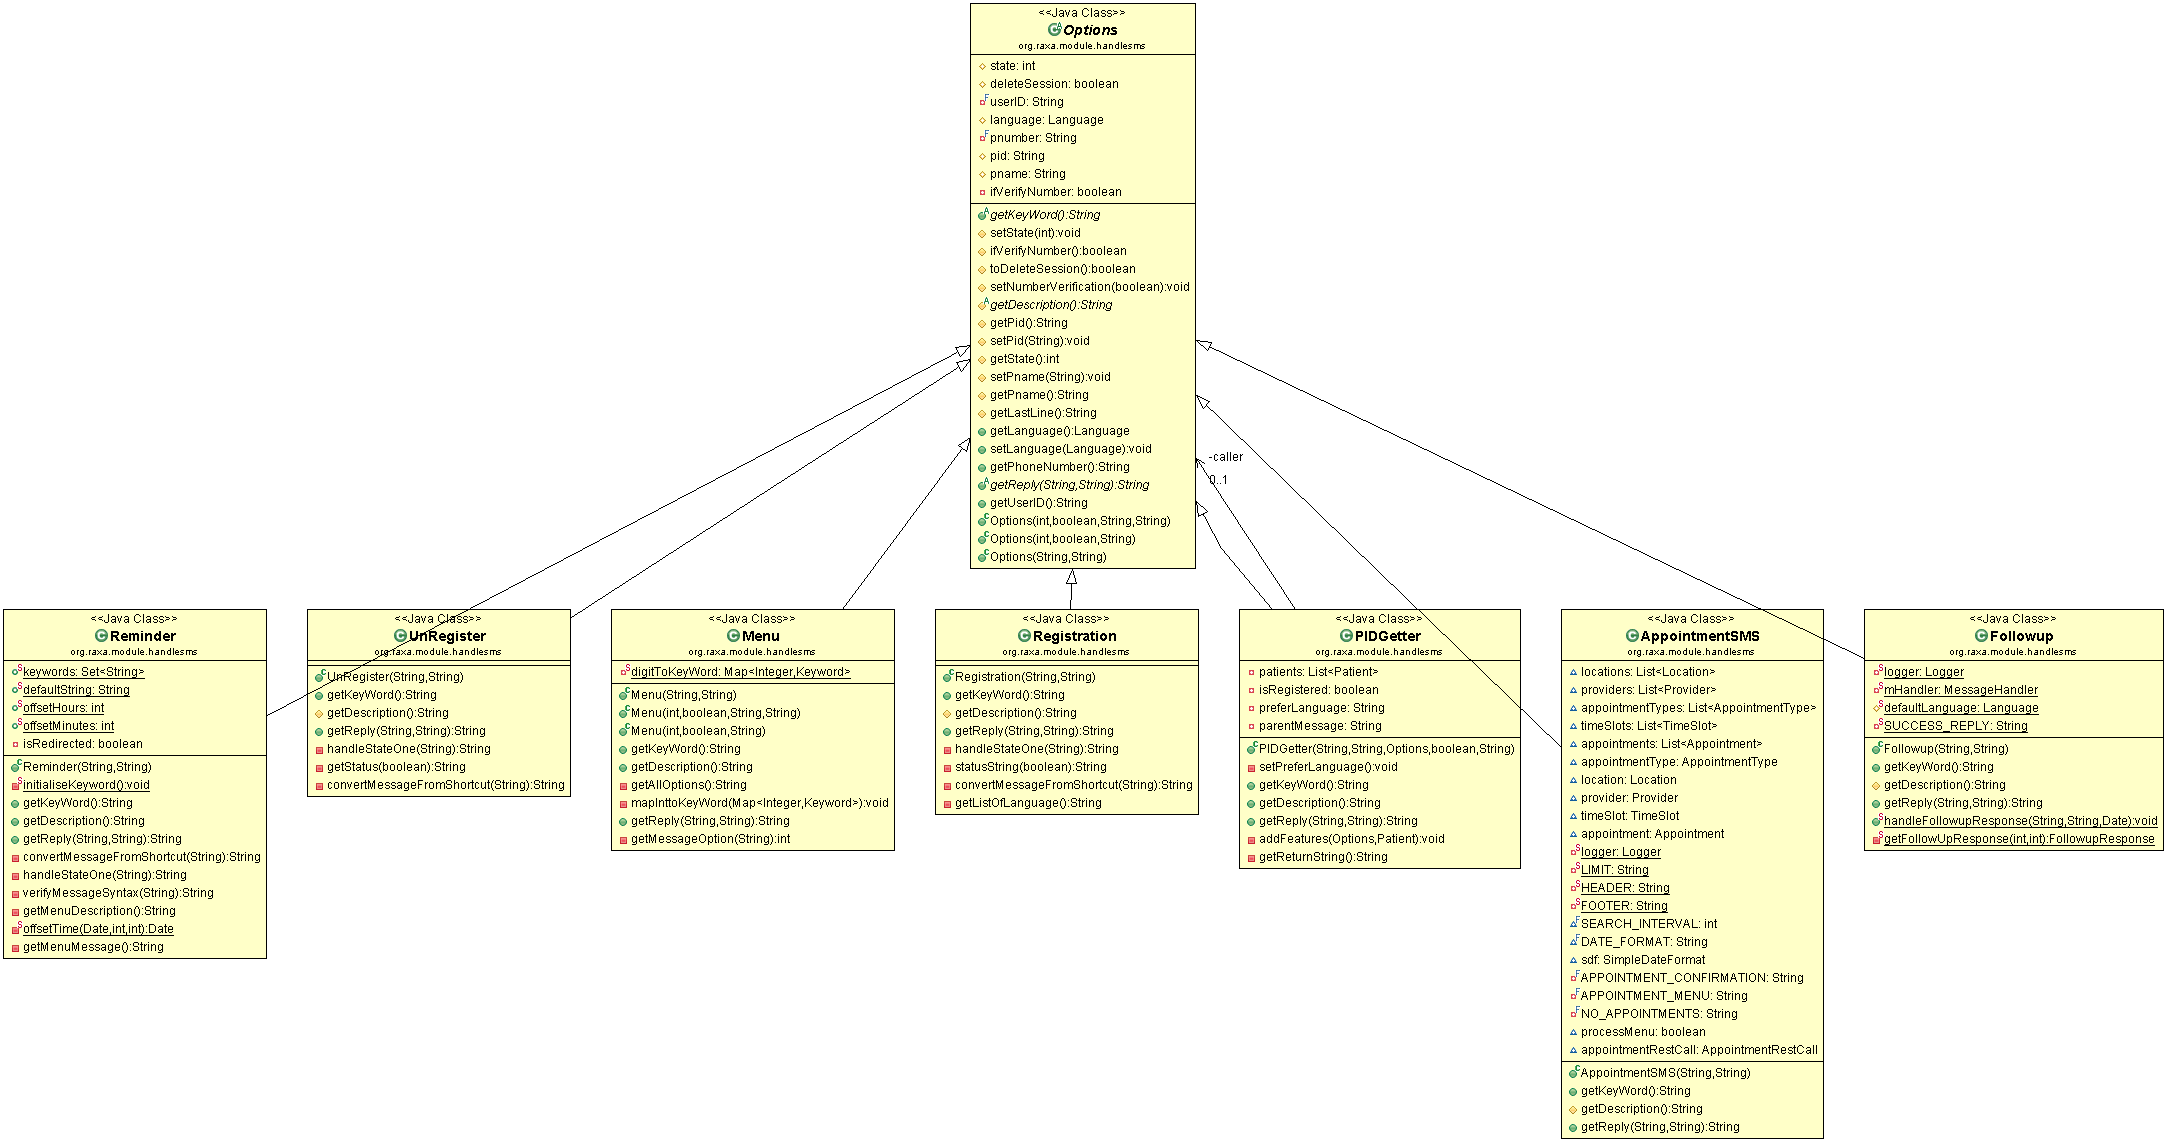 <<Java Class>>
Options
org.raxa.module.handlesms
state: int
deleteSession: boolean
userID: String
language: Language
pnumber: String
pid: String
pname: String
ifVerifyNumber: boolean
getKeyWord():String
setState(int):void
ifVerifyNumber():boolean
toDeleteSession():boolean
setNumberVerification(boolean):void
getDescription():String
getPid():String
setPid(String):void
getState():int
setPname(String):void
getPname():String
getLastLine():String
getLanguage():Language
setLanguage(Language):void
getPhoneNumber():String
getReply(String,String):String
getUserID():String
Options(int,boolean,String,String)
Options(int,boolean,String)
Options(String,String)
-caller
0..1
<<Java Class>>
Reminder
org.raxa.module.handlesms
keywords: Set<String>
defaultString: String
offsetHours: int
offsetMinutes: int
isRedirected: boolean
Reminder(String,String)
initialiseKeyword():void
getKeyWord():String
getDescription():String
getReply(String,String):String
convertMessageFromShortcut(String):String
handleStateOne(String):String
verifyMessageSyntax(String):String
getMenuDescription():String
offsetTime(Date,int,int):Date
getMenuMessage():String
<<Java Class>>
UnRegister
org.raxa.module.handlesms
UnRegister(String,String)
getKeyWord():String
getDescription():String
getReply(String,String):String
handleStateOne(String):String
getStatus(boolean):String
convertMessageFromShortcut(String):String
<<Java Class>>
Menu
org.raxa.module.handlesms
digitToKeyWord: Map<Integer,Keyword>
Menu(String,String)
Menu(int,boolean,String,String)
Menu(int,boolean,String)
getKeyWord():String
getDescription():String
getAllOptions():String
mapInttoKeyWord(Map<Integer,Keyword>):void
getReply(String,String):String
getMessageOption(String):int
<<Java Class>>
Registration
org.raxa.module.handlesms
Registration(String,String)
getKeyWord():String
getDescription():String
getReply(String,String):String
handleStateOne(String):String
statusString(boolean):String
convertMessageFromShortcut(String):String
getListOfLanguage():String
<<Java Class>>
PIDGetter
org.raxa.module.handlesms
patients: List<Patient>
isRegistered: boolean
preferLanguage: String
parentMessage: String
PIDGetter(String,String,Options,boolean,String)
setPreferLanguage():void
getKeyWord():String
getDescription():String
getReply(String,String):String
addFeatures(Options,Patient):void
getReturnString():String
<<Java Class>>
AppointmentSMS
org.raxa.module.handlesms
locations: List<Location>
providers: List<Provider>
appointmentTypes: List<AppointmentType>
timeSlots: List<TimeSlot>
appointments: List<Appointment>
appointmentType: AppointmentType
location: Location
provider: Provider
timeSlot: TimeSlot
appointment: Appointment
logger: Logger
LIMIT: String
HEADER: String
FOOTER: String
SEARCH_INTERVAL: int
DATE_FORMAT: String
sdf: SimpleDateFormat
APPOINTMENT_CONFIRMATION: String
APPOINTMENT_MENU: String
NO_APPOINTMENTS: String
processMenu: boolean
appointmentRestCall: AppointmentRestCall
AppointmentSMS(String,String)
getKeyWord():String
getDescription():String
getReply(String,String):String
<<Java Class>>
Followup
org.raxa.module.handlesms
logger: Logger
mHandler: MessageHandler
defaultLanguage: Language
SUCCESS_REPLY: String
Followup(String,String)
getKeyWord():String
getDescription():String
getReply(String,String):String
handleFollowupResponse(String,String,Date):void
getFollowUpResponse(int,int):FollowupResponse